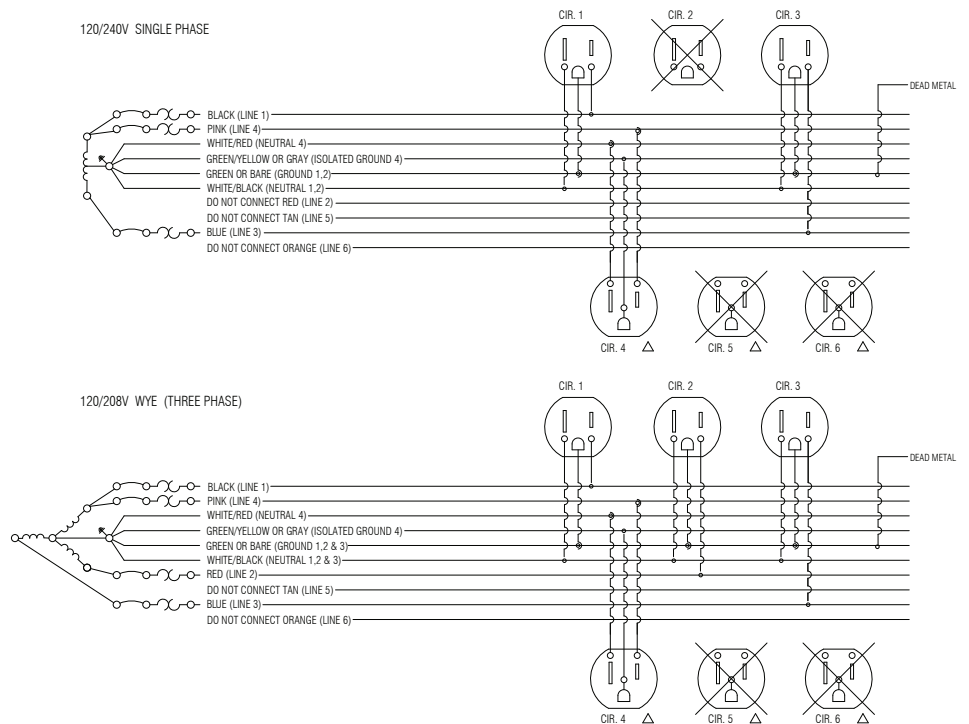 120/240V SINGLE PHASE
CIR. 1
CIR. 2
CIR. 3
DEAD METAL
BLACK (LINE 1)
PINK (LINE 4)
WHITE/RED (NEUTRAL 4)
GREEN/YELLOW OR GRAY (ISOLATED GROUND 4)
GREEN OR BARE (GROUND 1,2)
WHITE/BLACK (NEUTRAL 1,2)
DO NOT CONNECT RED (LINE 2)
DO NOT CONNECT TAN (LINE 5)
BLUE (LINE 3)
DO NOT CONNECT ORANGE (LINE 6)
CIR. 4
CIR. 5
CIR. 6
120/208V WYE (THREE PHASE)
CIR. 1
CIR. 2
CIR. 3
DEAD METAL
BLACK (LINE 1)
PINK (LINE 4)
WHITE/RED (NEUTRAL 4)
GREEN/YELLOW OR GRAY (ISOLATED GROUND 4)
GREEN OR BARE (GROUND 1,2 & 3)
WHITE/BLACK (NEUTRAL 1,2 & 3)
RED (LINE 2)
DO NOT CONNECT TAN (LINE 5)
BLUE (LINE 3)
DO NOT CONNECT ORANGE (LINE 6)
CIR. 4
CIR. 5
CIR. 6